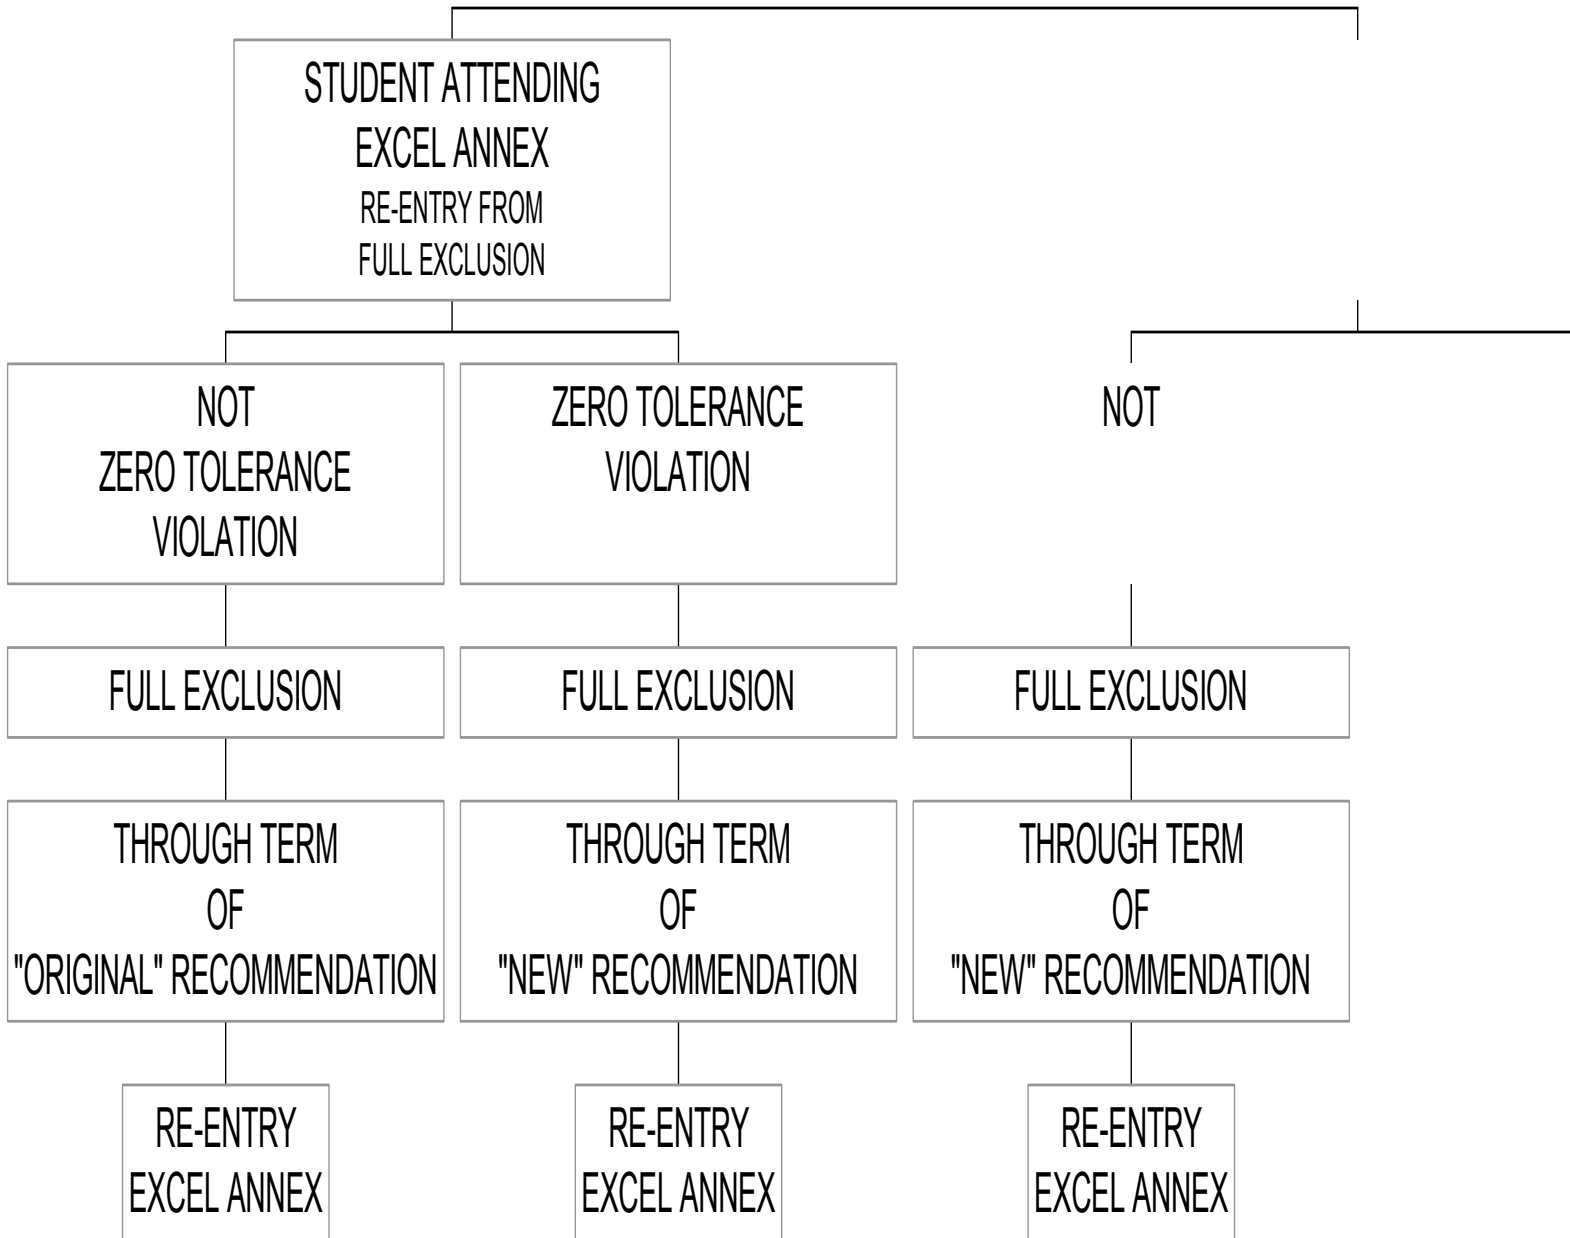 STUDENT ATTENDING
EXCEL ANNEX
RE-ENTRY FROM
FULL EXCLUSION
NOT
ZERO TOLERANCE
VIOLATION
ZERO TOLERANCE
VIOLATION
NOT
FULL EXCLUSION
FULL EXCLUSION
FULL EXCLUSION
THROUGH TERM
OF
"ORIGINAL" RECOMMENDATION
THROUGH TERM
OF
"NEW" RECOMMENDATION
THROUGH TERM
OF
"NEW" RECOMMENDATION
RE-ENTRY
EXCEL ANNEX
RE-ENTRY
EXCEL ANNEX
RE-ENTRY
EXCEL ANNEX